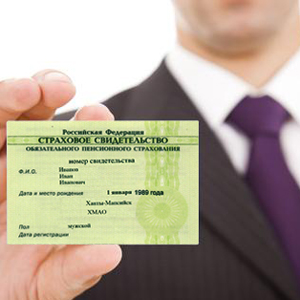 Российская Федерация
СТРАХОВОЕ СВИДЕТЕЛЬСТВО
ОБЯЗАТЕЛЬНОГО ПЕНСИОННОГО СТРАХОВАНИЯ
номер свидетельства
Ф.И.О. Иванов
Иван
Иванович
Дата и место рождения 1 января 1989 года
Ханты-Мансийск
ХМАО
Пол мужской
Дата регистрации